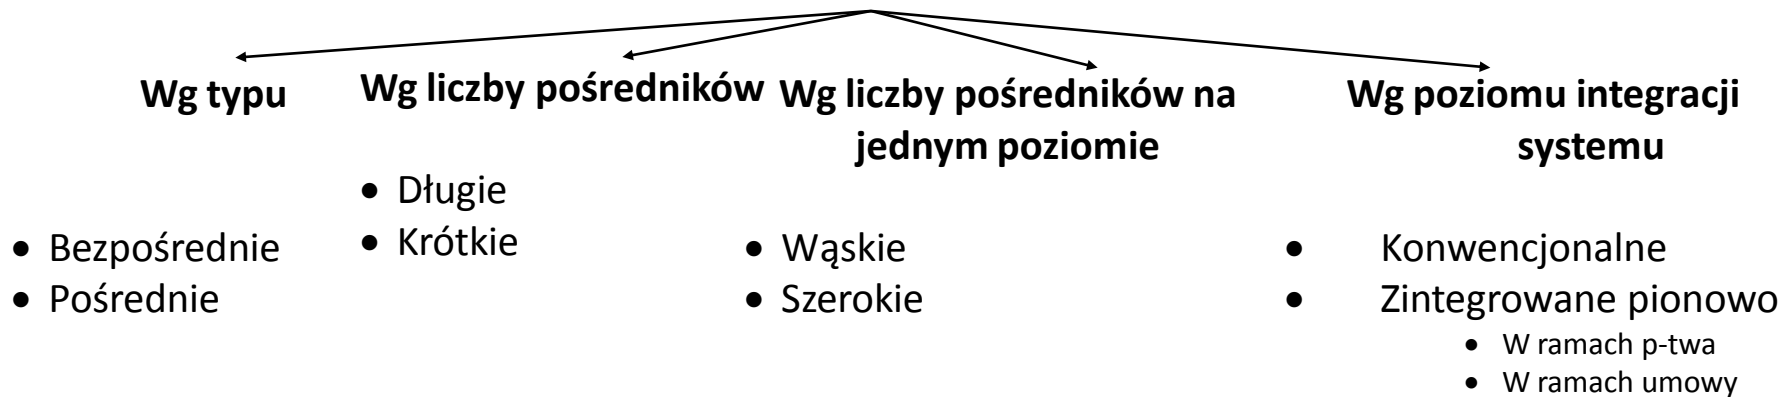 Wg typu
• Bezpośrednie
• Pośrednie
Wg liczby pośredników
• Długie
• Krótkie
Wg liczby pośredników na
jednym poziomie
• Wąskie
• Szerokie
Wg poziomu integracji
systemu
• Konwencjonalne
• Zintegrowane pionowo
• W ramach p-twa
• W ramach umowy